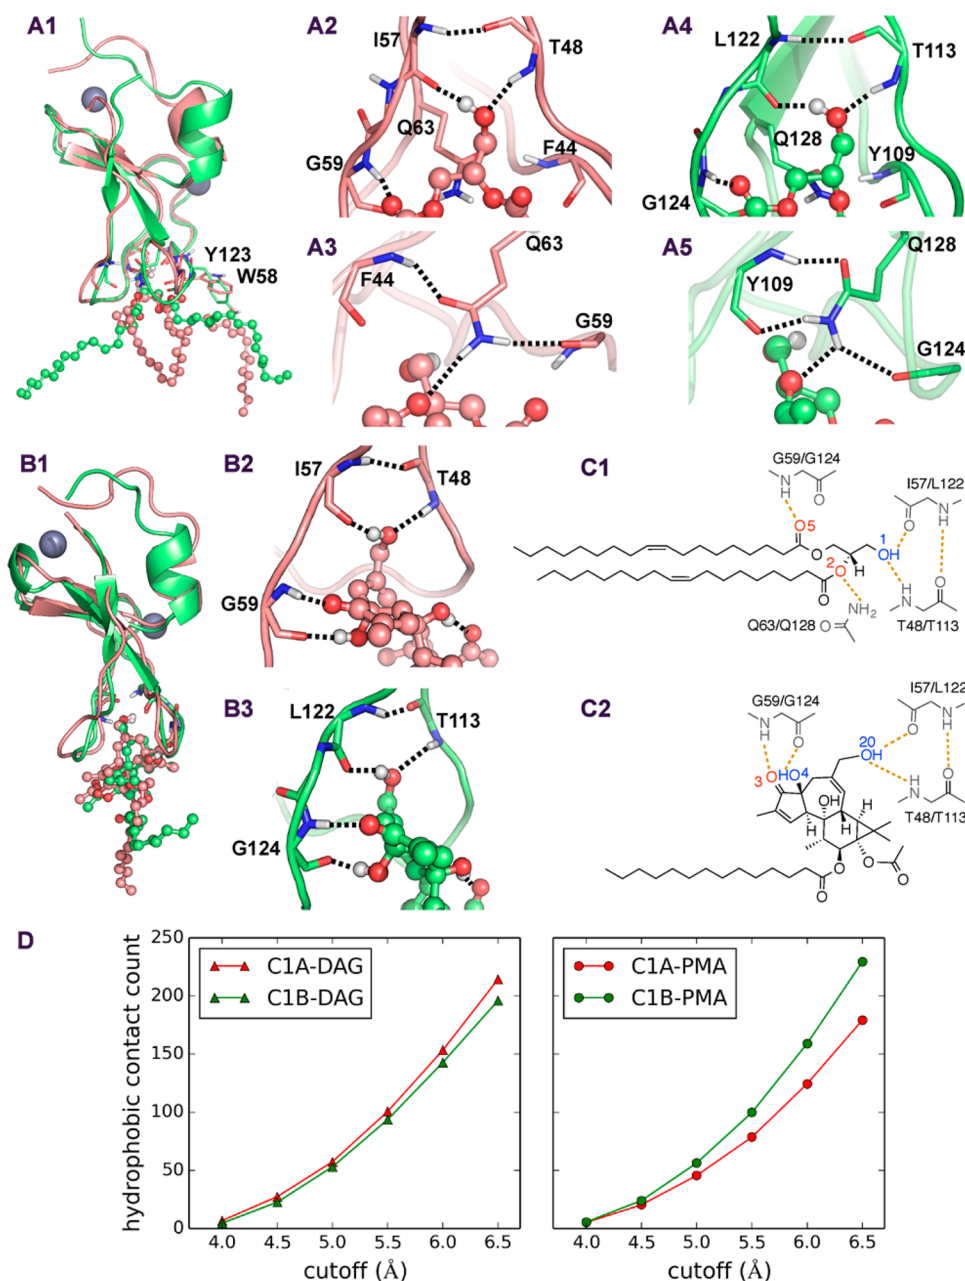 A1
Y123
W58
A2
I57
T48
Q63
G59
F44
A3
Q63
F44
G59
A4
L122
T113
Q128
Y109
G124
A5
Q128
Y109
G124
B1
B2
I57
T48
G59
B3
L122
T113
G124
C1
G59/G124
I57/L122
N
H
O
O
N
H
O5
1
OH
2
O
O
H
O
O
NH2
O
N
H
O
Q63/Q128
T48/T113
C2
G59/G124
I57/L122
N
H
O
O
N
H
20
OH
3
O
HO
4
OH
H
H
H
N
O
T48/T113
O
O
O
O
D
hydrophobic contact count
250
200
150
100
50
0
C1A-DAG
C1B-DAG
4.0 4.5 5.0 5.5 6.0 6.5
cutoff (Å)
C1A-PMA
C1B-PMA
4.0 4.5 5.0 5.5 6.0 6.5
cutoff (Å)